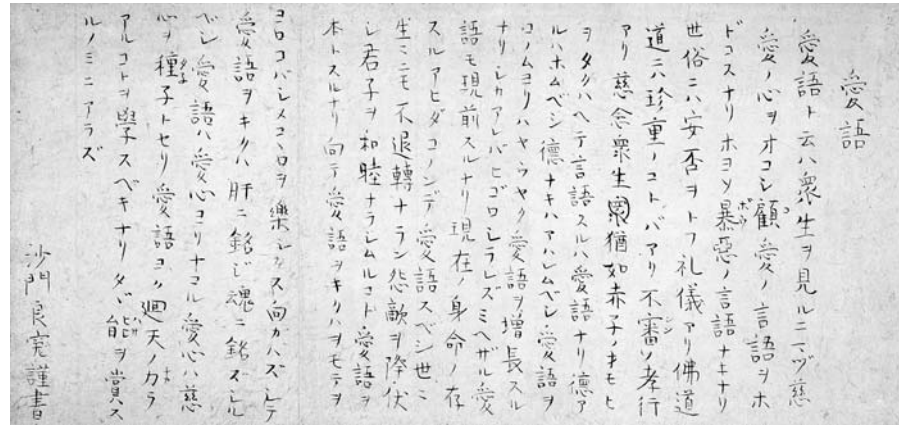 愛語
愛語ト云ハ衆生ヲ見ルニマヅ慈
愛ノ心ヲオコシ顧愛ノ言語ヲホ
ドコスナリホヨソ暴惡ノ言語ナキナリ
世俗ニハ安否ヲトフ礼儀アリ佛道
道ニハ珍重ノコトバアリ不審ノ孝行
アリ慈念衆生猶如赤子ノオモヒ
ヲタクハヘテ言語スルハ愛語ナリ德ア
ルハホムベシ德ナキハアハレムベシ愛語ヲ
コノムヨリハヤウヤク愛語ヲ增長スル
ナリシカアレバヒゴロシラレズミヘザル愛
語モ現前スルナリ現在ノ身命ノ存
スルアヒダコノンデ愛語スベシ世ニ
生ニモ不退轉ナラン怨敵ヲ降伏
シ君子ヲ和睦ナラシムルコト愛語ヲ
本トスルナリ向テ愛語ヲキクハヲモテヲ
ヨロコバシメコヽロヲ樂シクス向カハズシテ
愛語ヲキクハ肝ニ銘ジ魂ニ銘ズ
ベシ愛語ハ愛心ヨリオコル愛心ハ慈
心ヲ種子トセリ愛語ヨク廻天ノカラ
アルコトヲ學スベキナリタヾ能ヲ賞ス
ルノミニアラズ
沙門良寬謹書